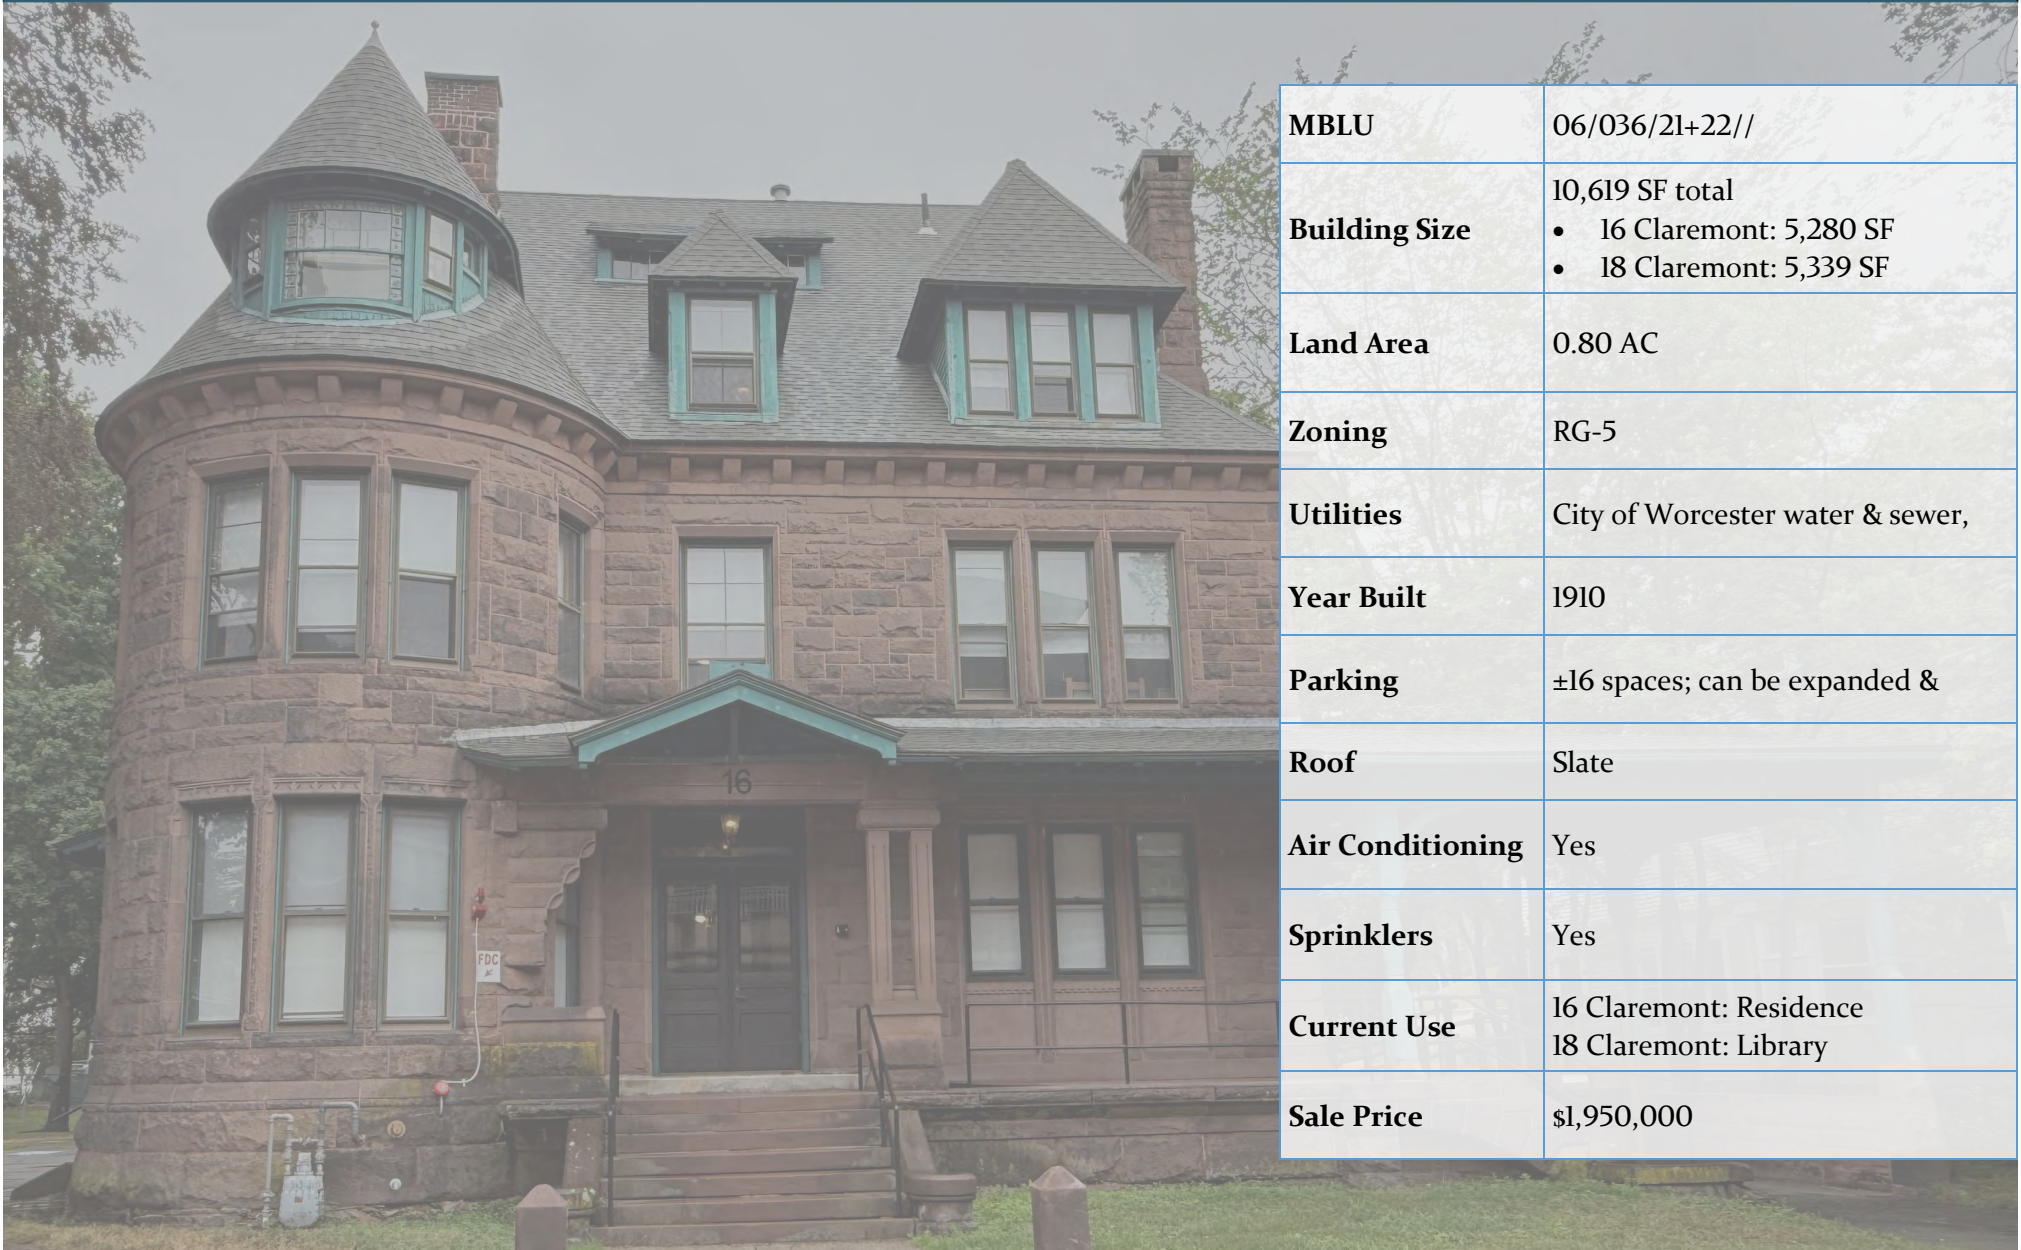 MBLU 06/036/21+22//
10,619 SF total
Building Size
• 16 Claremont: 5,280 SF
• 18 Claremont: 5,339 SF
Land Area 0.80 AC
Zoning RG-5
Utilities City of Worcester water & sewer,
Year Built 1910
Parking ±16 spaces; can be expanded &
Roof Slate
Air Conditioning Yes
Sprinklers Yes
Current Use
16 Claremont: Residence
18 Claremont: Library
Sale Price $1,950,000
16
FDC